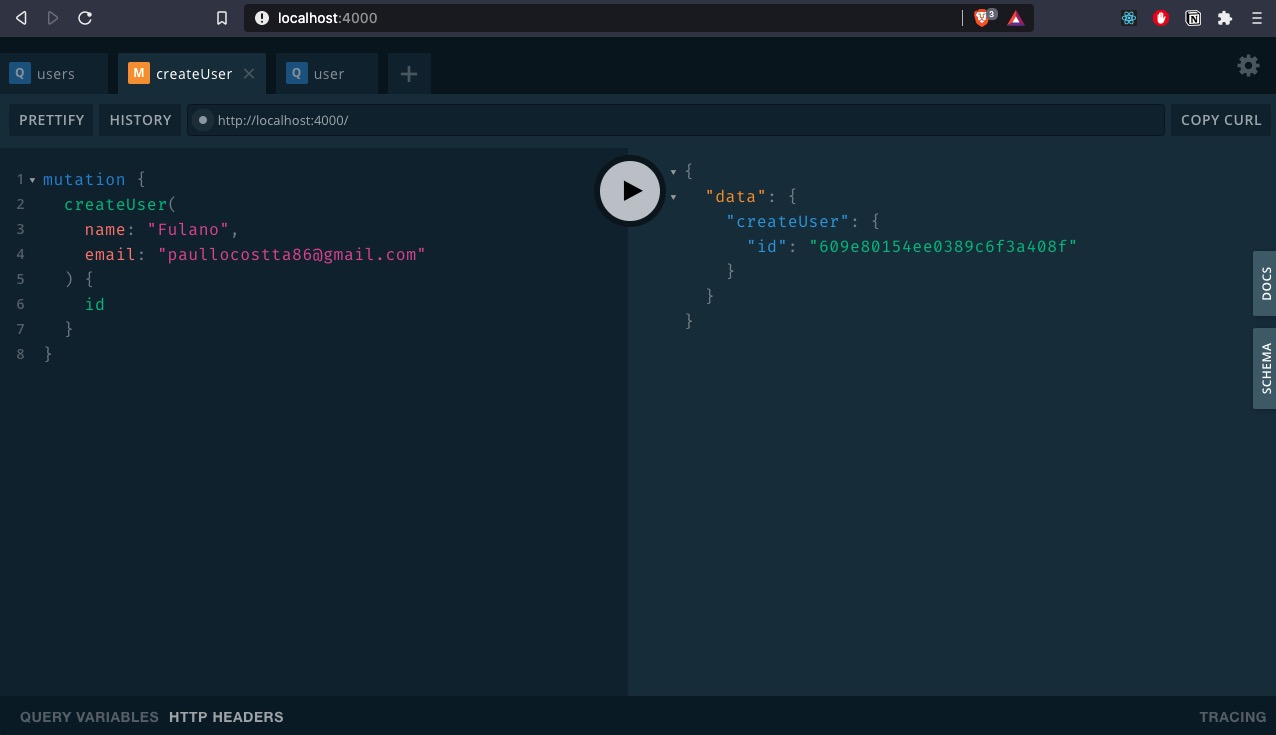 localhost:4000
3
Q users
M createUser
Q user
PRETTIFY
HISTORY
http://localhost:4000/
COPY CURL
1 mutation {
2 createUser(
3 name: "Fulano",
4 email: "paullocostta86@gmail.com"
5 ) {
6 id
7 }
8 }
{
"data": {
"createUser": {
"id": "609e80154ee0389c6f3a408f"
}
}
}
DOCS
SCHEMA
QUERY VARIABLES HTTP HEADERS
TRACING